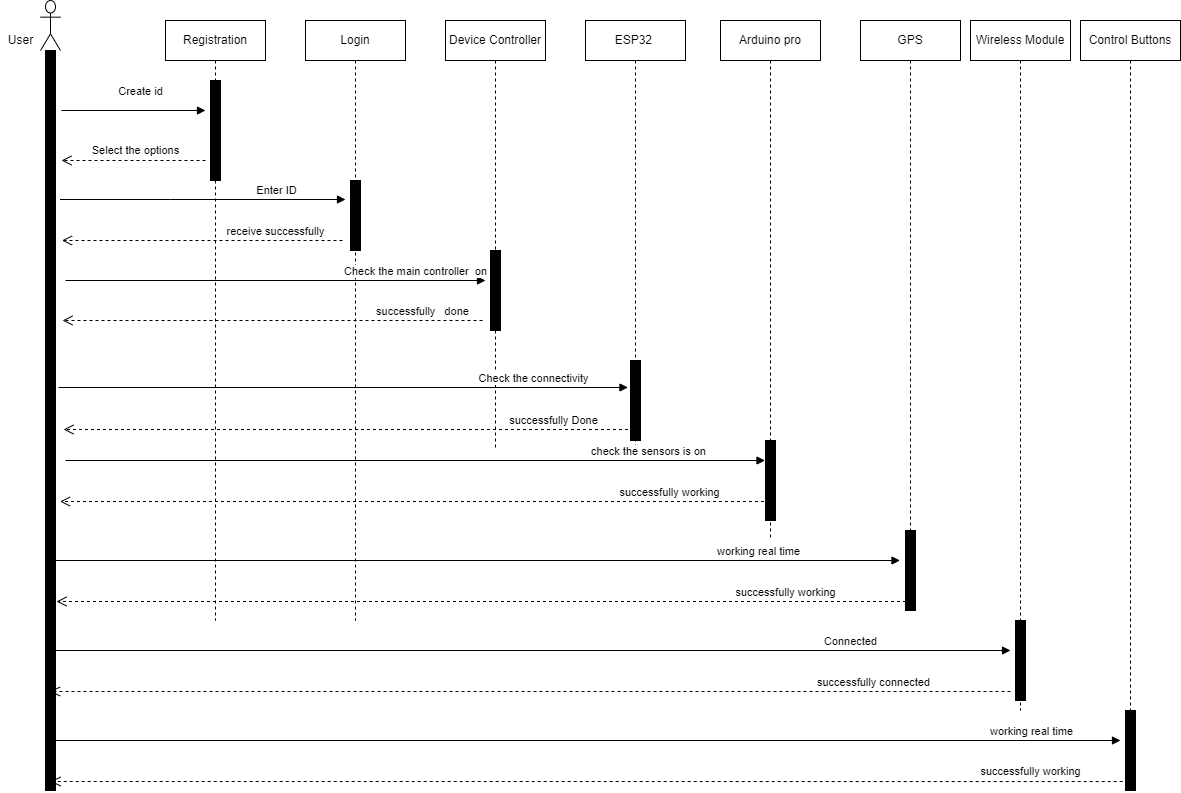 User
Registration
Login
Device Controller
ESP32
Arduino pro
GPS
Wireless Module
Control Buttons
Create id
Select the options
Enter ID
receive successfully
Check the main controller on
successfully done
Check the connectivity
successfully Done
check the sensors is on
successfully working
working real time
successfully working
Connected
successfully connected
working real time
successfully working